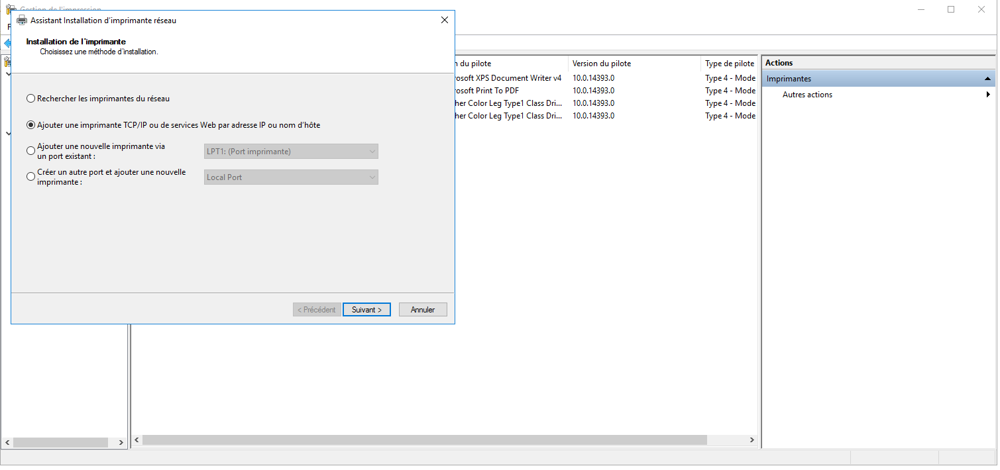 Gestion de l'impression
Assistant Installation d'imprimante réseau
Installation de l'imprimante
Choisissez une méthode d'installation.
Rechercher les imprimantes du réseau
Ajouter une imprimante TCP/IP ou de services Web par adresse IP ou nom d'hôte
Ajouter une nouvelle imprimante via
un port existant :
LPT1: (Port imprimante)
Créer un autre port et ajouter une nouvelle
imprimante :
Local Port
< Précédent Suivant > Annuler
du pilote Version du pilote Type de pilote
rosoft XPS Document Writer v4 10.0.14393.0 Type 4 - Mode
rosoft Print To PDF 10.0.14393.0 Type 4 - Mode
her Color Leg Type1 Class Dri... 10.0.14393.0 Type 4 - Mode
her Color Leg Type1 Class Dri... 10.0.14393.0 Type 4 - Mode
Actions
Imprimantes
Autres actions